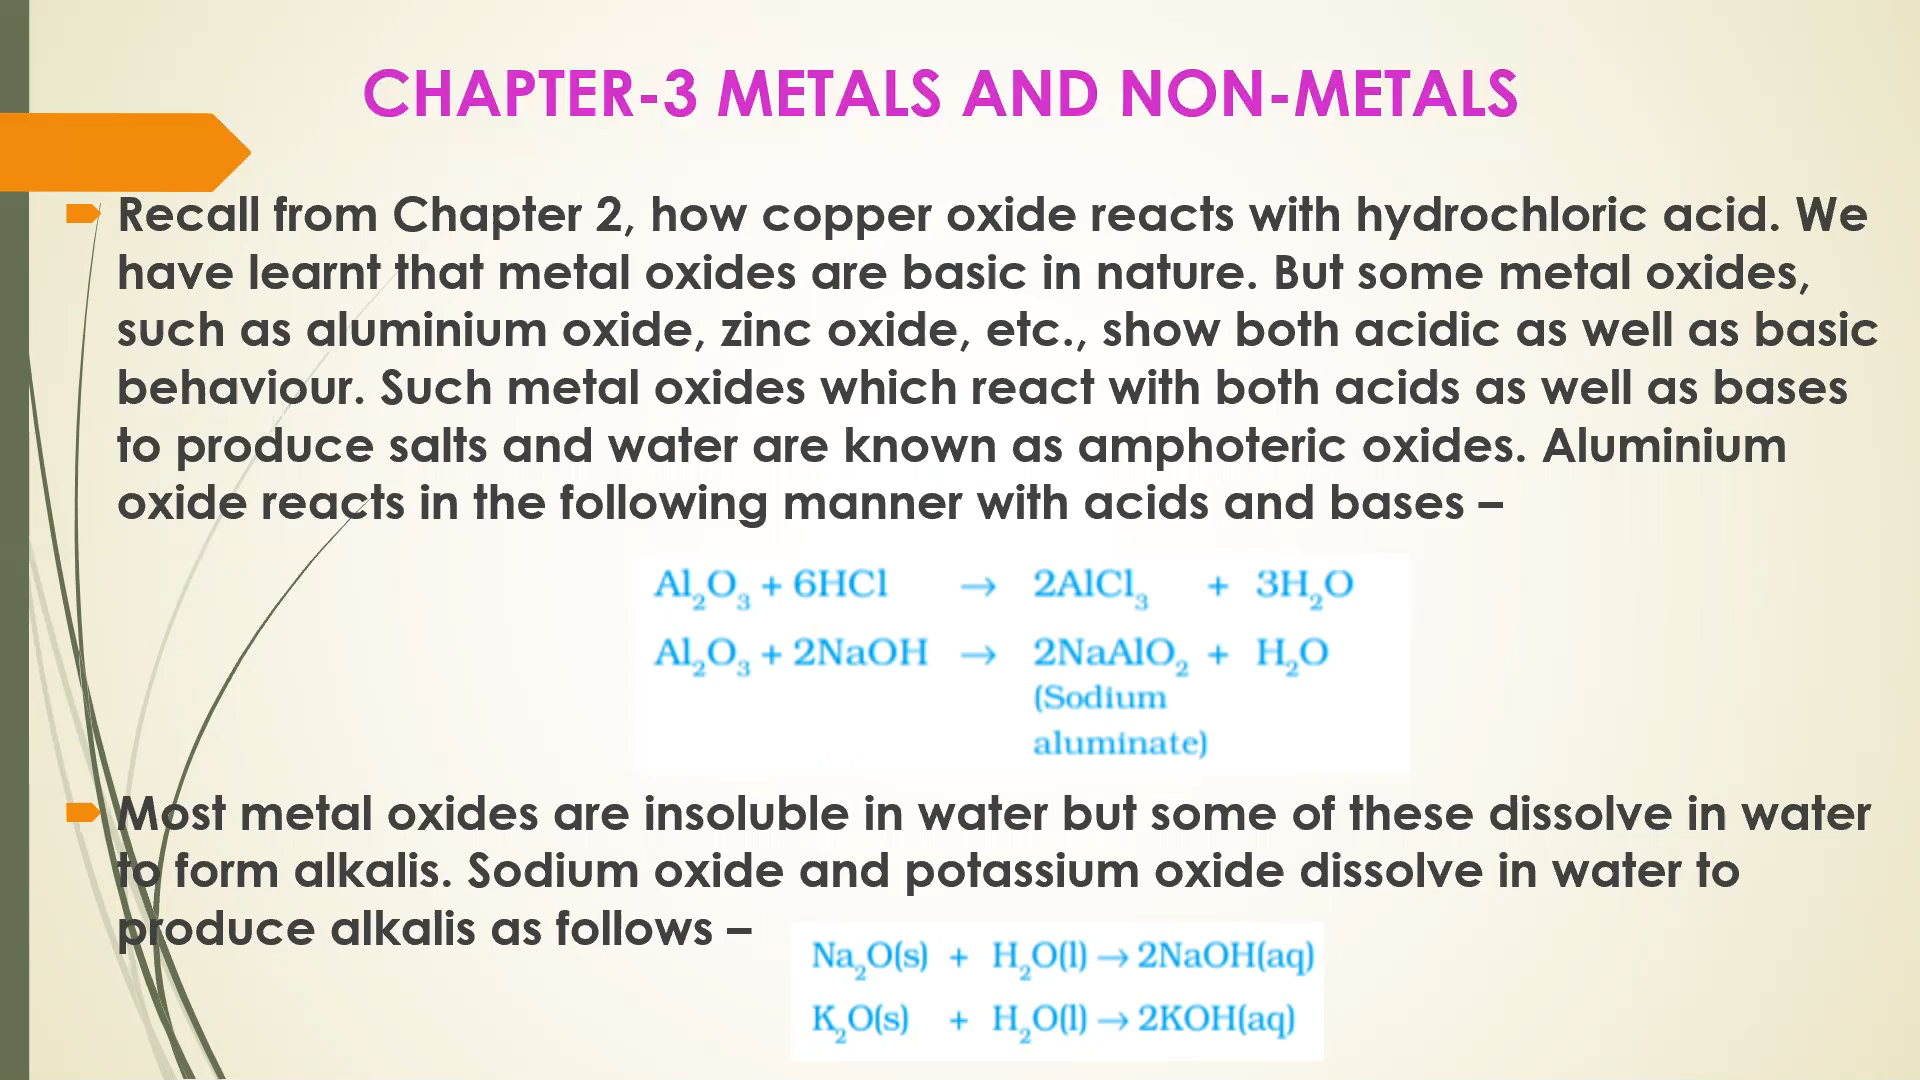 CHAPTER-3 METALS AND NON-METALS
Recall from Chapter 2, how copper oxide reacts with hydrochloric acid. We
have learnt that metal oxides are basic in nature. But some metal oxides,
such as aluminium oxide, zinc oxide, etc., show both acidic as well as basic
behaviour. Such metal oxides which react with both acids as well as bases
to produce salts and water are known as amphoteric oxides. Aluminium
oxide reacts in the following manner with acids and bases –
Al₂O₃ + 6HCl → 2AlCl₃ + 3H₂O
Al₂O₃ + 2NaOH → 2NaAlO₂ + H₂O
(Sodium
aluminate)
Most metal oxides are insoluble in water but some of these dissolve in water
to form alkalis. Sodium oxide and potassium oxide dissolve in water to
produce alkalis as follows –
Na₂O(s) + H₂O(l) → 2NaOH(aq)
K₂O(s) + H₂O(l) → 2KOH(aq)